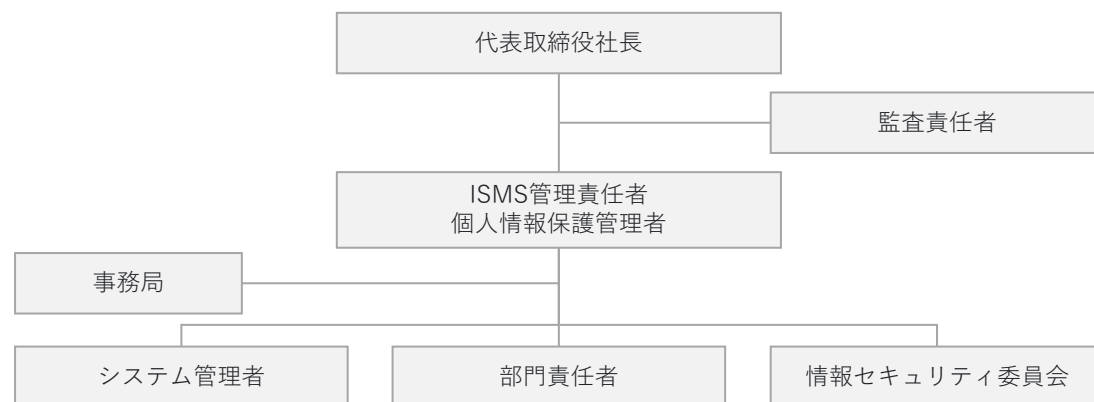 代表取締役社長
監査責任者
ISMS管理責任者
個人情報保護管理者
事務局
システム管理者
部門責任者
情報セキュリティ委員会